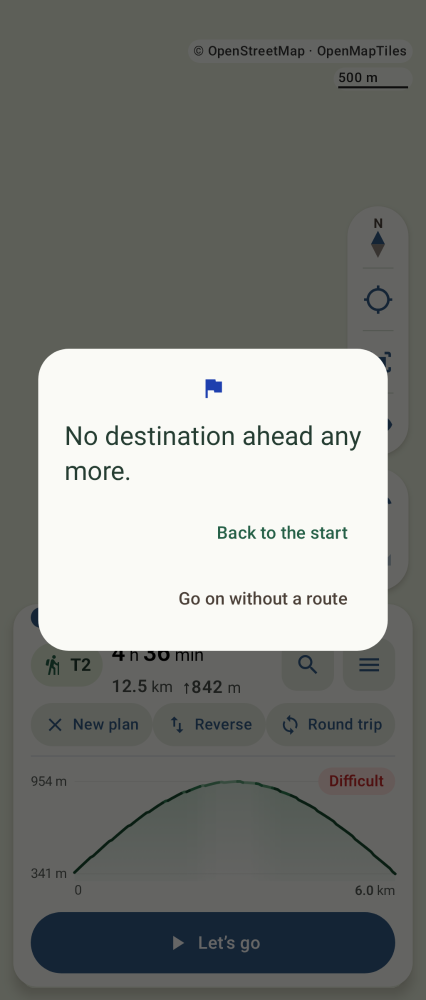 © OpenStreetMap · OpenMapTiles
500 m
N
No destination ahead any
more.
Back to the start
Go on without a route
T2
4 h 36 min
12.5 km ↑842 m
New plan
Reverse
Round trip
954 m
Difficult
341 m
0
6.0 km
Let's go